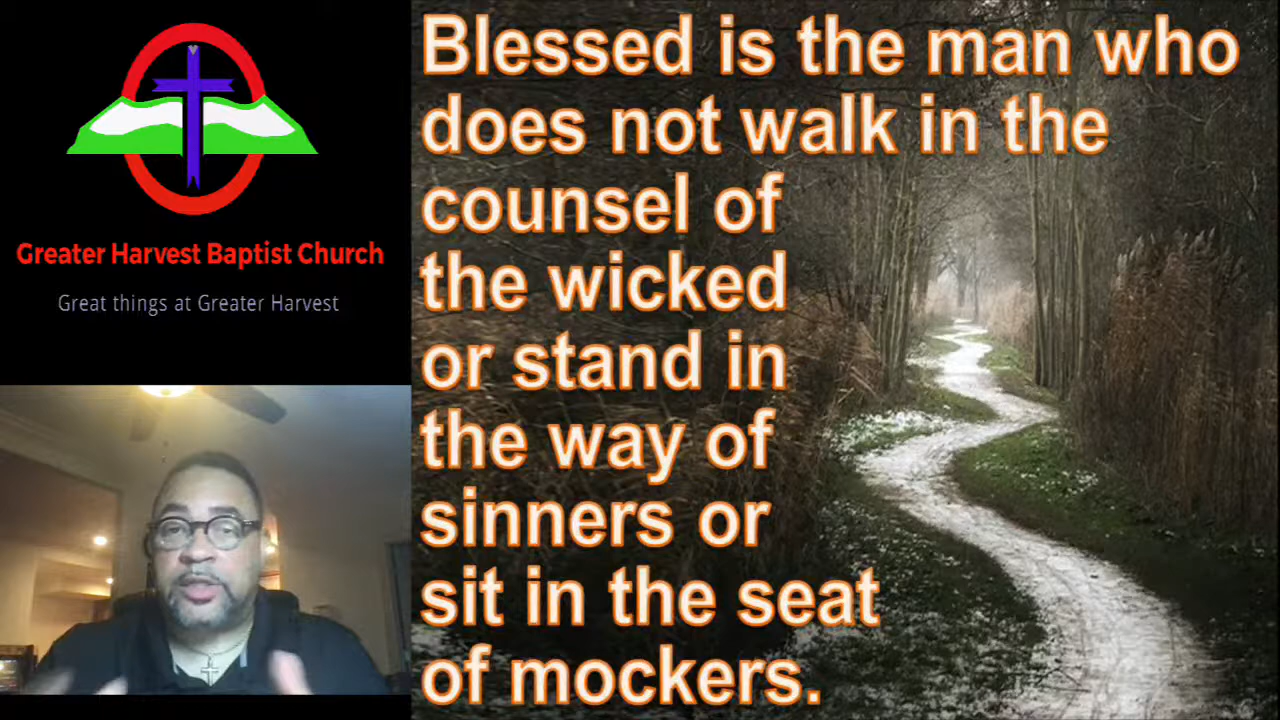 Greater Harvest Baptist Church
Great things at Greater Harvest
Blessed is the man who
does not walk in the
counsel of
the wicked
or stand in
the way of
sinners or
sit in the seat
of mockers.